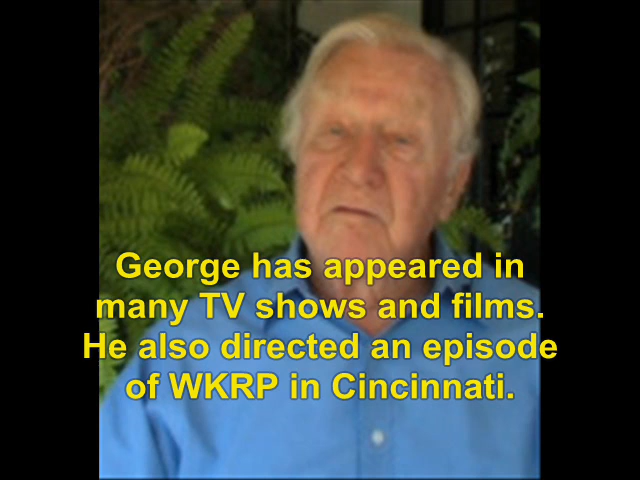 George has appeared in
many TV shows and films.
He also directed an episode
of WKRP in Cincinnati.